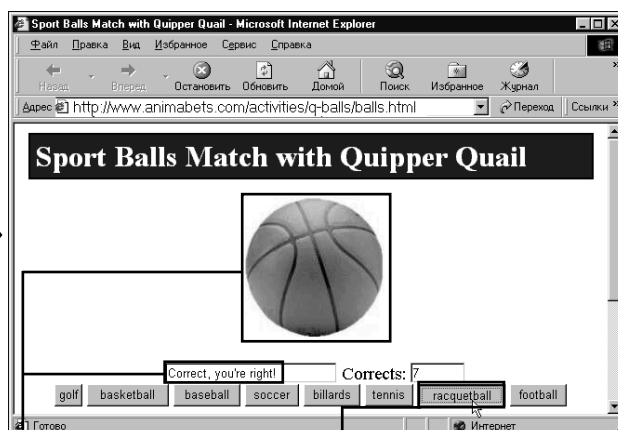 Sport Balls Match with Quipper Quail - Microsoft Internet Explorer
Файл Правка Вид Избранное Сервис Справка
Назад Вперед Остановить Обновить Домой Поиск Избранное Журнал »
Адрес http://www.animabets.com/activities/q-balls/balls.html Переход Ссылки »
Sport Balls Match with Quipper Quail
Correct, you're right! Corrects: 7
golf basketball baseball soccer billards tennis racquetball football
Готово Интернет